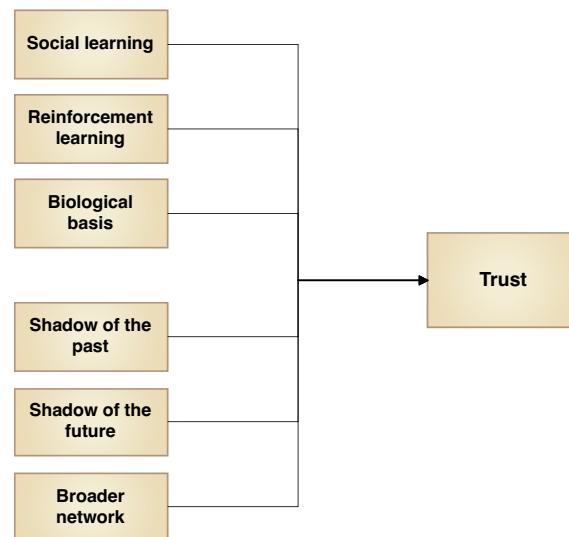 Social learning
Reinforcement
learning
Biological
basis
Trust
Shadow of the
past
Shadow of the
future
Broader
network